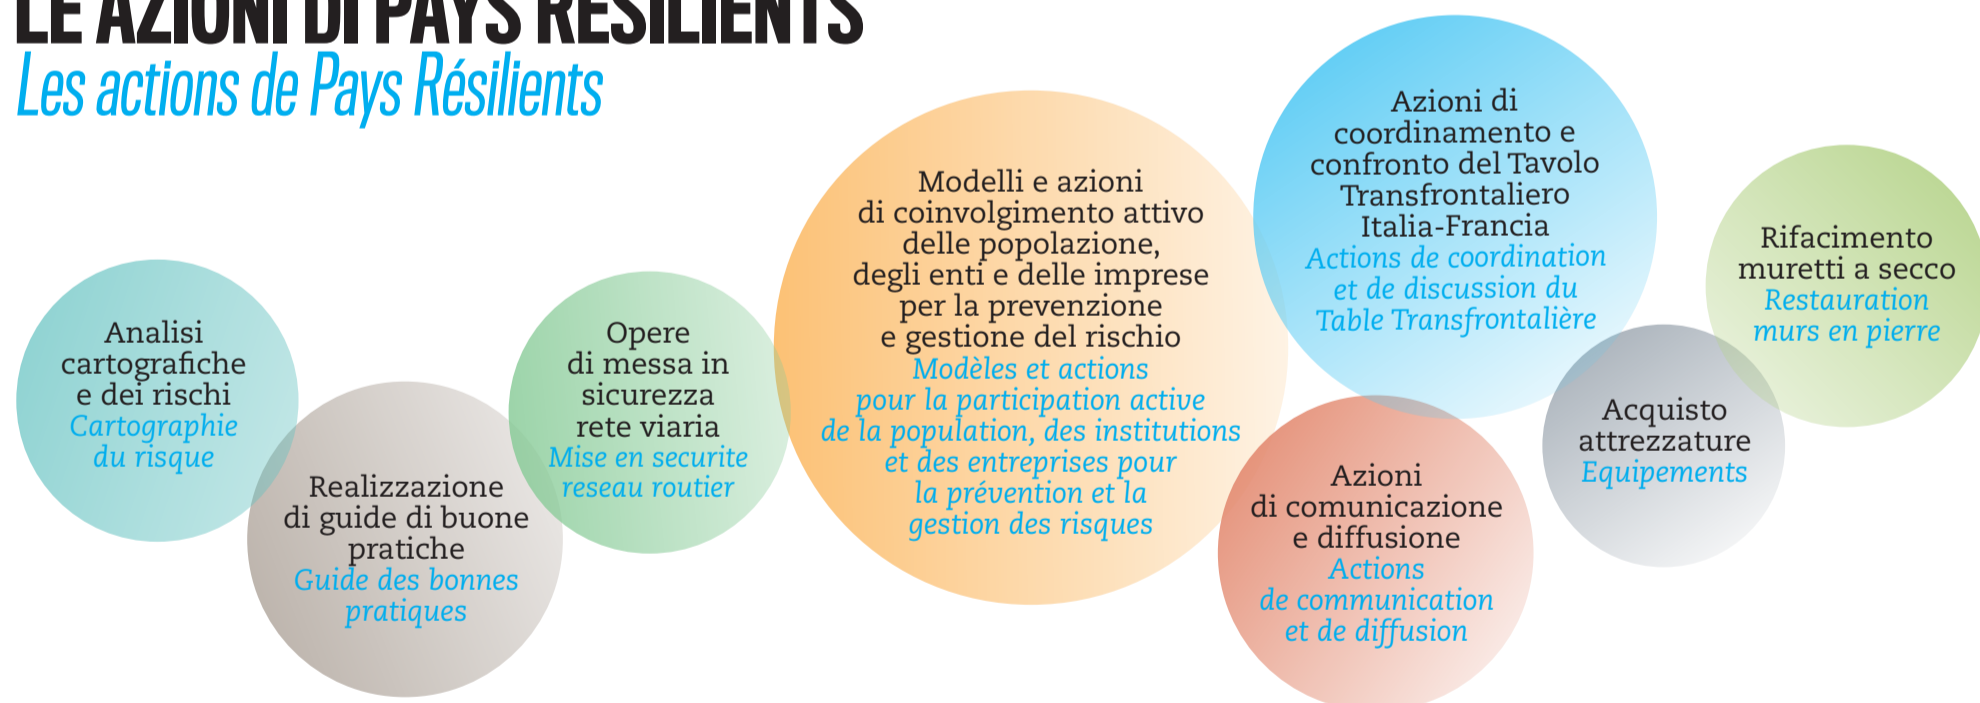 LE AZIONI DI PAYS RESILIENTS
Les actions de Pays Résilients
Analisi
cartografiche
e dei rischi
Cartographie
du risque
Realizzazione
di guide di buone
pratiche
Guide des bonnes
pratiques
Opere
di messa in
sicurezza
rete viaria
Mise en securite
reseau routier
Modelli e azioni
di coinvolgimento attivo
delle popolazione,
degli enti e delle imprese
per la prevenzione
e gestione del rischio
Modèles et actions
pour la participation active
de la population, des institutions
et des entreprises pour
la prévention et la
gestion des risques
Azioni di
coordinamento e
confronto del Tavolo
Transfrontaliero
Italia-Francia
Actions de coordination
et de discussion du
Table Transfrontalière
Azioni
di comunicazione
e diffusione
Actions
de communication
et de diffusion
Acquisto
attrezzature
Equipements
Rifacimento
muretti a secco
Restauration
murs en pierre